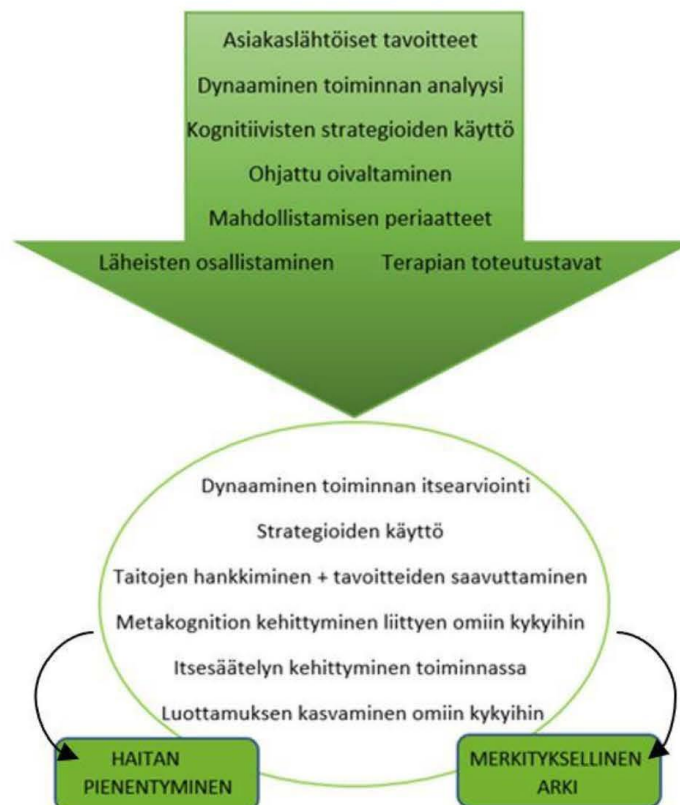 Asiakaslähtöiset tavoitteet
Dynaaminen toiminnan analyysi
Kognitiivisten strategioiden käyttö
Ohjattu oivaltaminen
Mahdollistamisen periaatteet
Läheisten osallistaminen Terapian toteutustavat
Dynaaminen toiminnan itsearviointi
Strategioiden käyttö
Taitojen hankkiminen + tavoitteiden saavuttaminen
Metakognition kehittyminen liittyen omiin kykyihin
Itsesäätelyn kehittyminen toiminnassa
Luottamuksen kasvaminen omiin kykyihin
HAITAN
PIENENTYMINEN
MERKITYKSELLINEN
ARKI